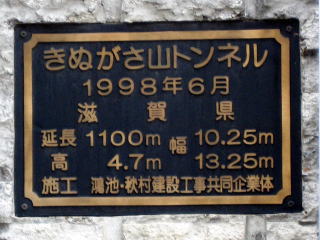 きぬがさ山トンネル
1998年6月
滋賀県
延長 1100m 幅 10.25m
高 4.7m 13.25m
施工 鴻池・秋村建設工事共同企業体